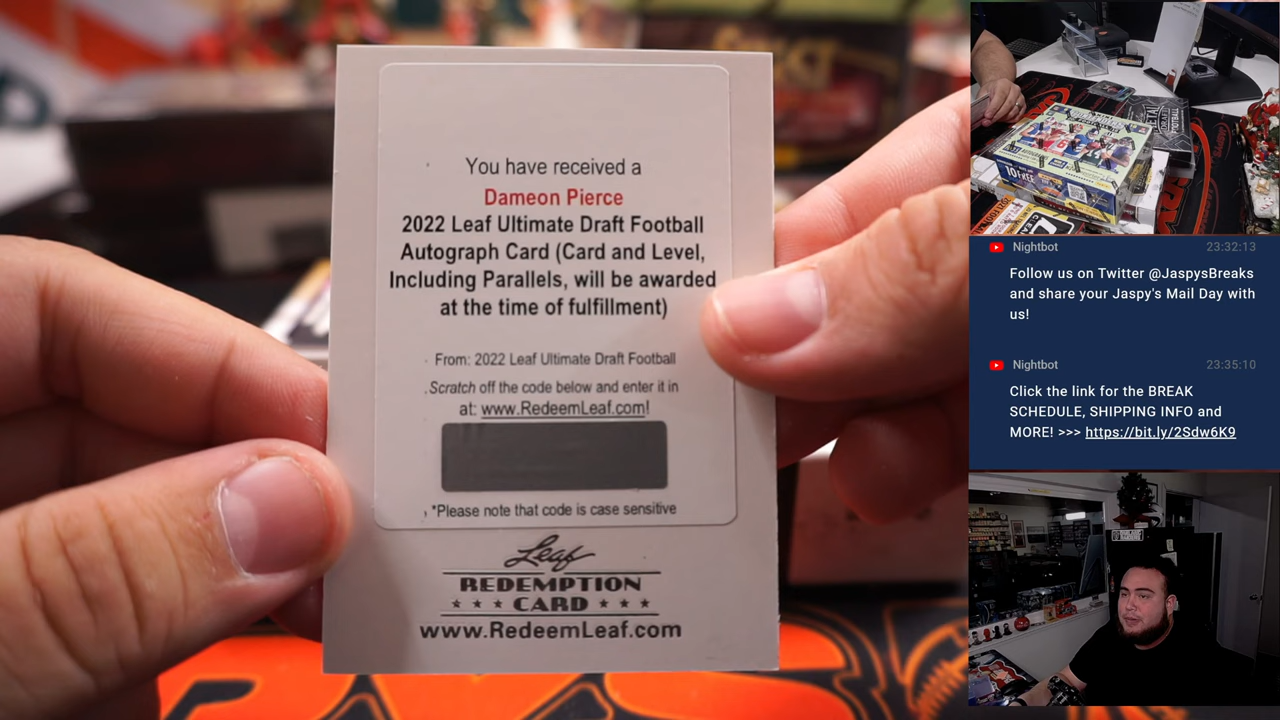 You have received a
Dameon Pierce
2022 Leaf Ultimate Draft Football
Autograph Card (Card and Level,
Including Parallels, will be awarded
at the time of fulfillment)
From: 2022 Leaf Ultimate Draft Football
Scratch off the code below and enter it in
at: www.RedeemLeaf.com!
*Please note that code is case sensitive
Leaf
REDEMPTION
CARD
www.RedeemLeaf.com
Nightbot 23:32:13
Follow us on Twitter @JaspysBreaks
and share your Jaspy's Mail Day with
us!
Nightbot 23:35:10
Click the link for the BREAK
SCHEDULE, SHIPPING INFO and
MORE! >>> https://bit.ly/2Sdw6K9